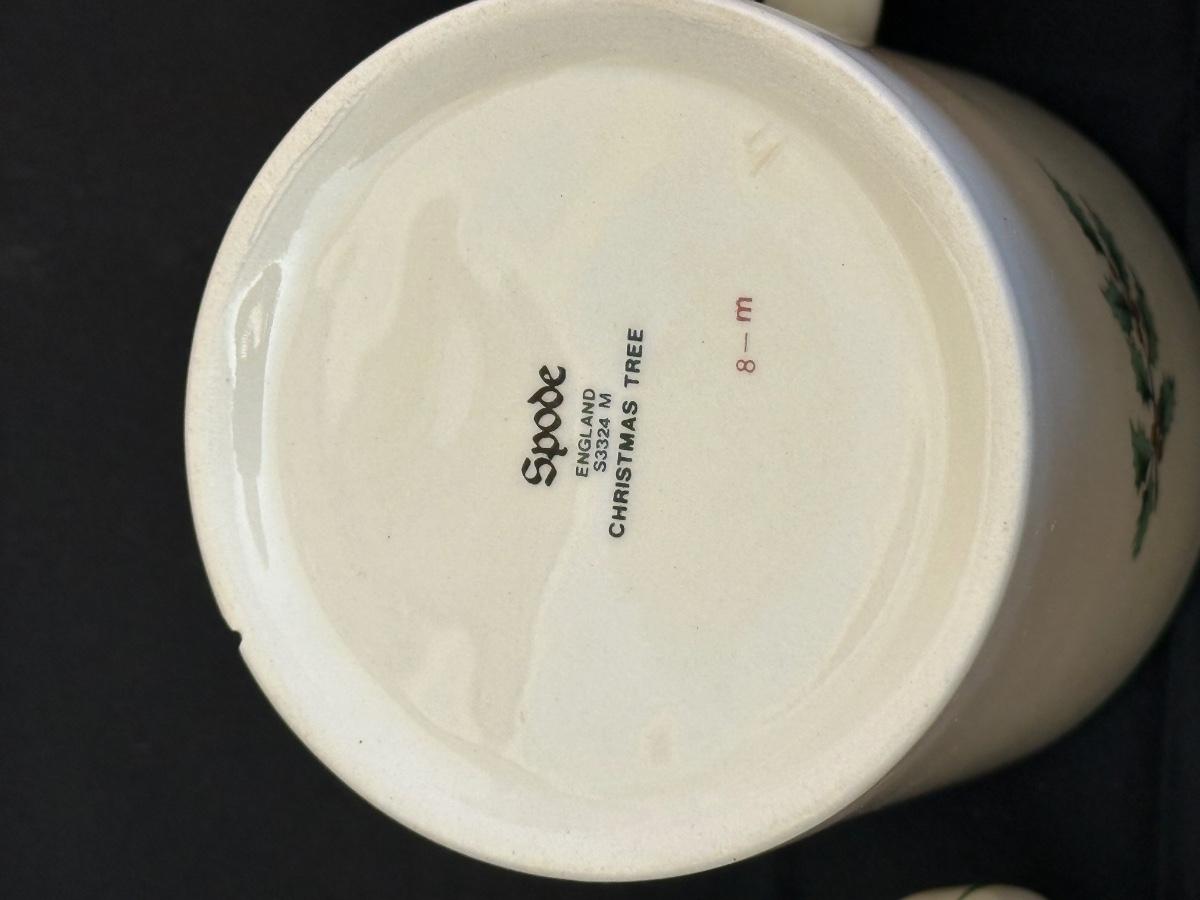 Spode
ENGLAND
S3324 M
CHRISTMAS TREE
8 – m